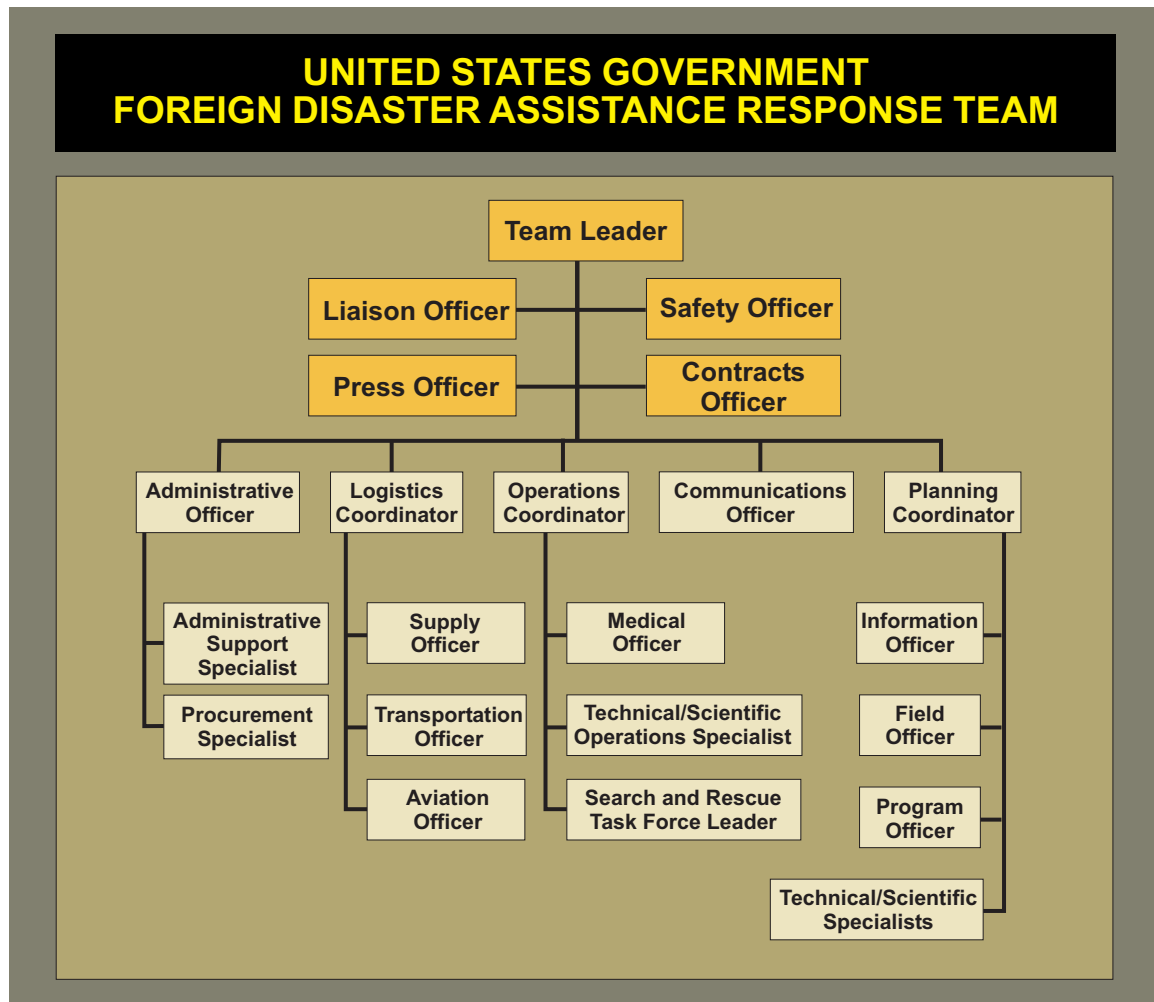 UNITED STATES GOVERNMENT
FOREIGN DISASTER ASSISTANCE RESPONSE TEAM
Team Leader
Liaison Officer
Safety Officer
Press Officer
Contracts
Officer
Administrative
Officer
Logistics
Coordinator
Operations
Coordinator
Communications
Officer
Planning
Coordinator
Administrative
Support
Specialist
Supply
Officer
Medical
Officer
Information
Officer
Procurement
Specialist
Transportation
Officer
Technical/Scientific
Operations Specialist
Field
Officer
Aviation
Officer
Search and Rescue
Task Force Leader
Program
Officer
Technical/Scientific
Specialists